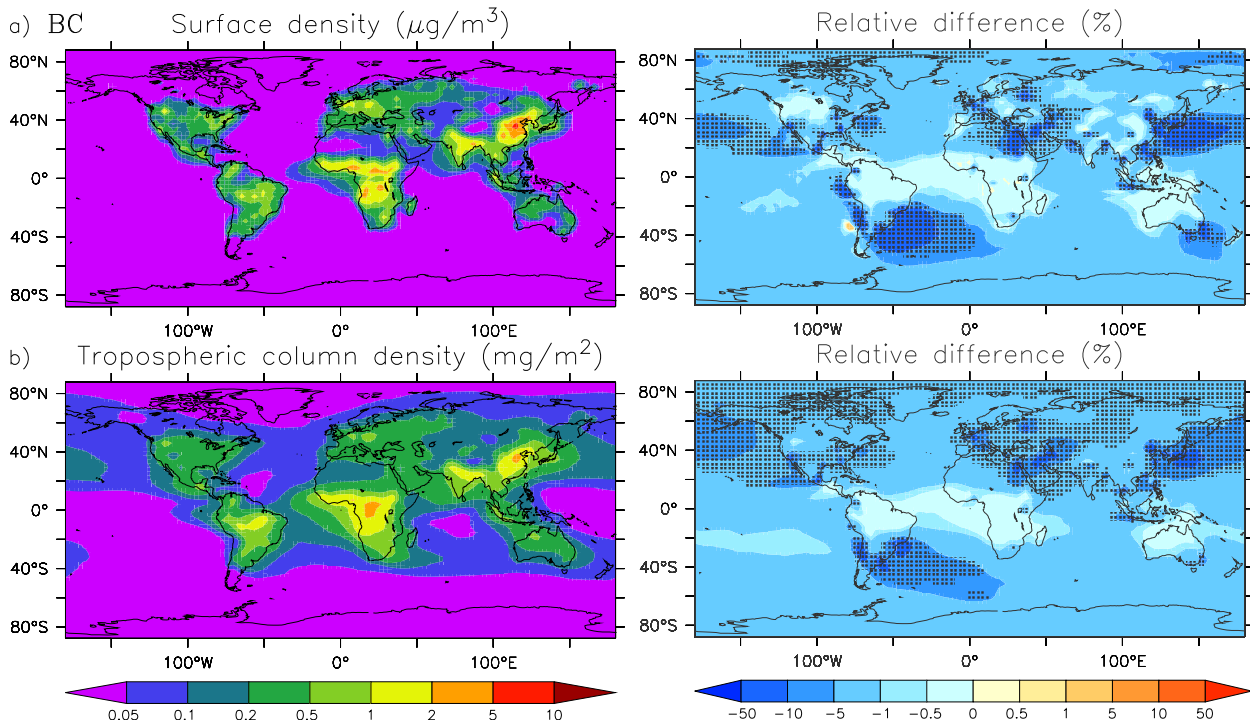 a) BC Surface density (μg/m³) Relative difference (%)
80°N 80°N
40°N 40°N
0° 0°
40°S 40°S
80°S 80°S
100°W 0° 100°E 100°W 0° 100°E
b) Tropospheric column density (mg/m²) Relative difference (%)
80°N 80°N
40°N 40°N
0° 0°
40°S 40°S
80°S 80°S
100°W 0° 100°E 100°W 0° 100°E
0.05 0.1 0.2 0.5 1 2 5 10 −50 −10 −5 −1 −0.5 0 0.5 1 5 10 50